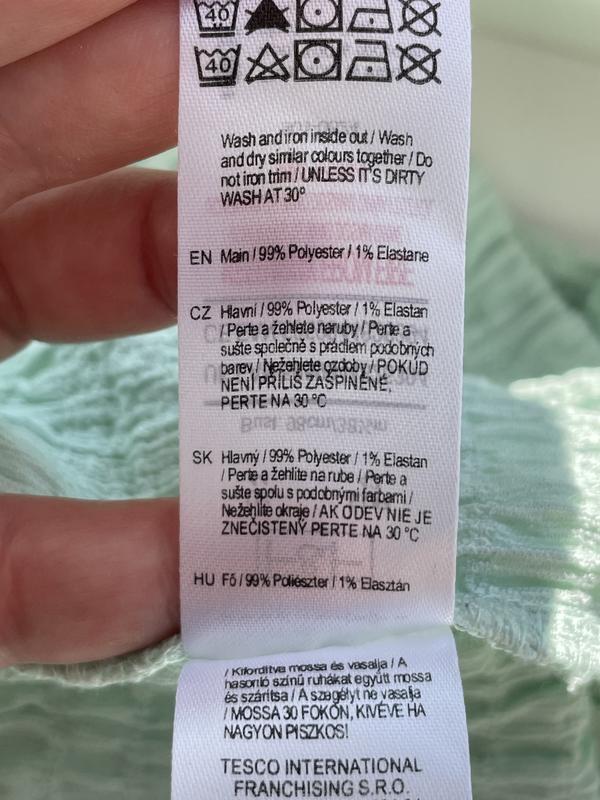 40
40
Wash and iron inside out / Wash
and dry similar colours together / Do
not iron trim / UNLESS IT'S DIRTY
WASH AT 30°
EN Main / 99% Polyester / 1% Elastane
CZ Hlavní / 99% Polyester / 1% Elastan
/ Perte a žehlete naruby / Perte a
sušte společně s prádlem podobných
barev / Nežehlete ozdoby / POKUD
NENÍ PŘÍLIŠ ZAŠPINĚNÉ,
PERTE NA 30 °C
SK Hlavný / 99% Polyester / 1% Elastan
/ Perte a žehlite na rube / Perte a
sušte spolu s podobnými farbami /
Nežehlite okraje / AK ODEV NIE JE
ZNEČISTENÝ PERTE NA 30 °C
HU Fő / 99% Poliészter / 1% Elasztán
/ Kifordítva mossa és vasalja / A
hasonló színű ruhákat együtt mossa
és szárítsa / A szegélyt ne vasalja
/ MOSSA 30 FOKON, KIVÉVE HA
NAGYON PISZKOS!
TESCO INTERNATIONAL
FRANCHISING S.R.O.